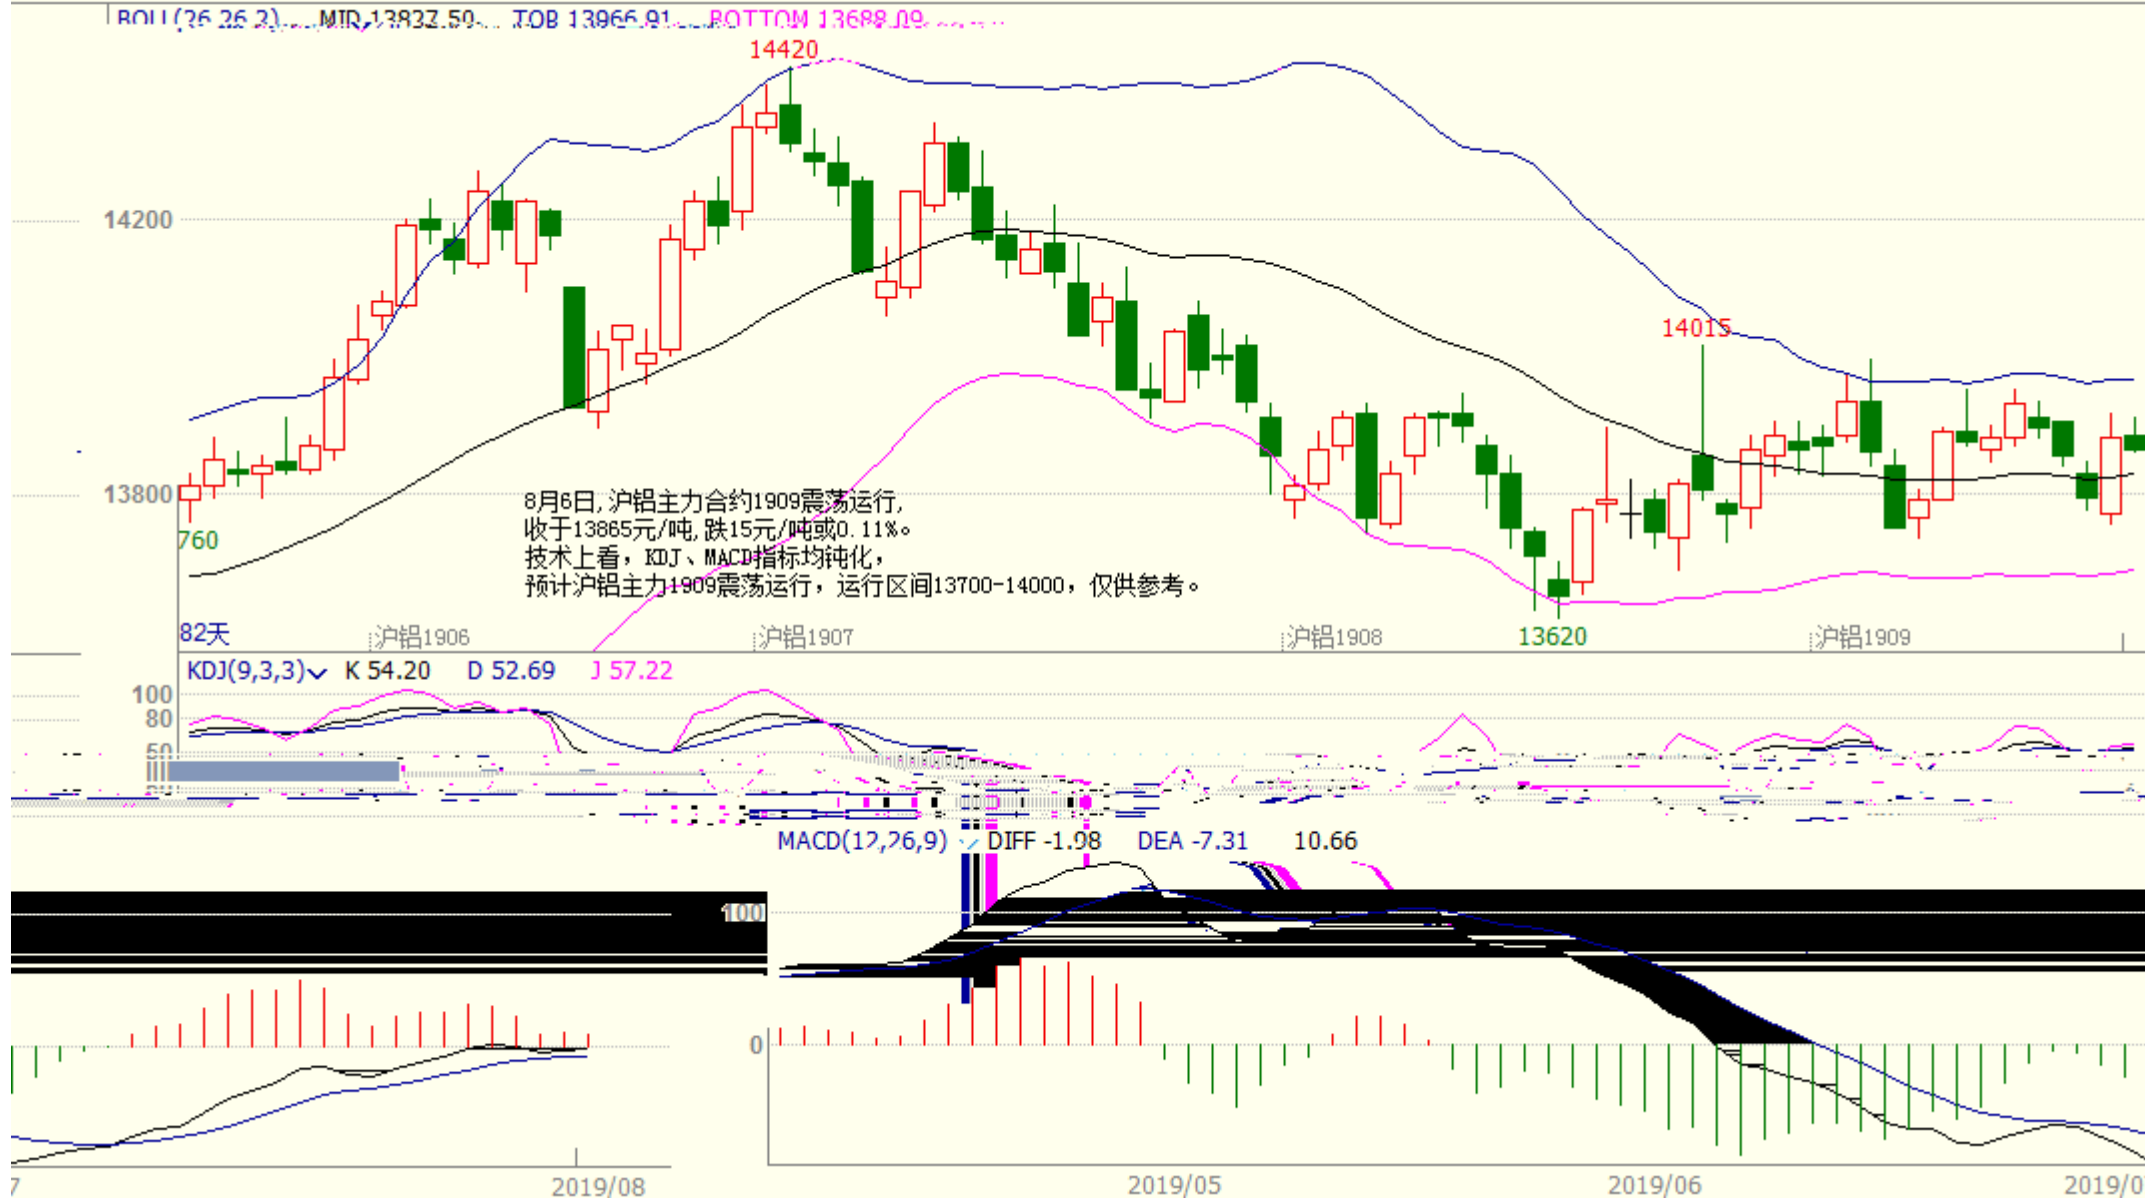 BOLL(26,26,2) MID 13827.50 TOP 13966.91 BOTTOM 13688.09
14420
14200
14015
13800
8月6日,沪铝主力合约1909震荡运行,
收于13865元/吨,跌15元/吨或0.11%。
760
技术上看，KDJ、MACD指标均钝化，
预计沪铝主力1909震荡运行，运行区间13700-14000，仅供参考。
82天 沪铝1906 沪铝1907 沪铝1908 13620 沪铝1909
KDJ(9,3,3) K 54.20 D 52.69 J 57.22
100
80
50
MACD(12,26,9) DIFF -1.98 DEA -7.31 10.66
100
0
7 2019/08 2019/05 2019/06 2019/0